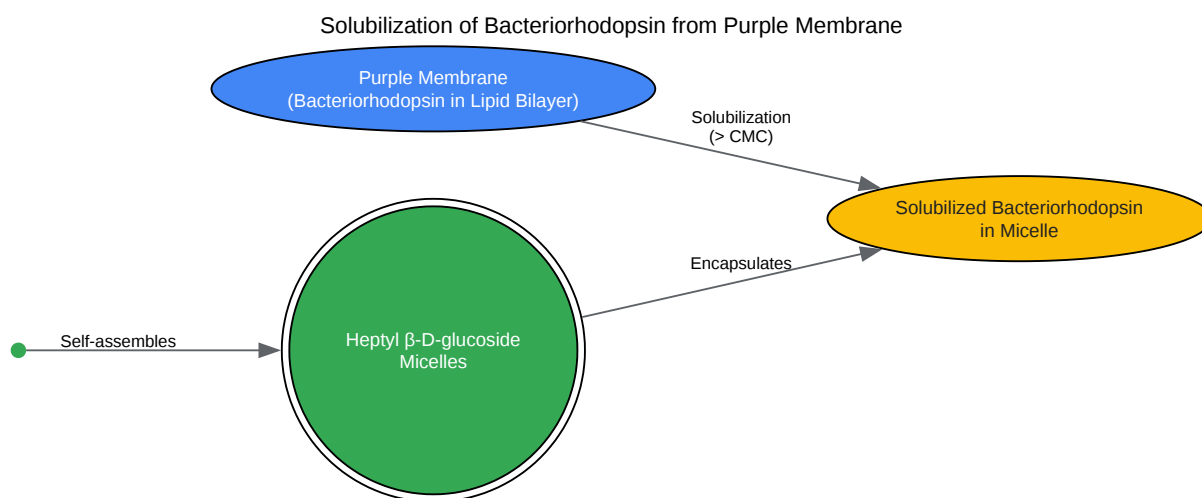 Solubilization of Bacteriorhodopsin from Purple Membrane
Purple Membrane
(Bacteriorhodopsin in Lipid Bilayer)
Solubilization
(> CMC)
Solubilized Bacteriorhodopsin
in Micelle
Encapsulates
Self-assembles
Heptyl β-D-glucoside
Micelles